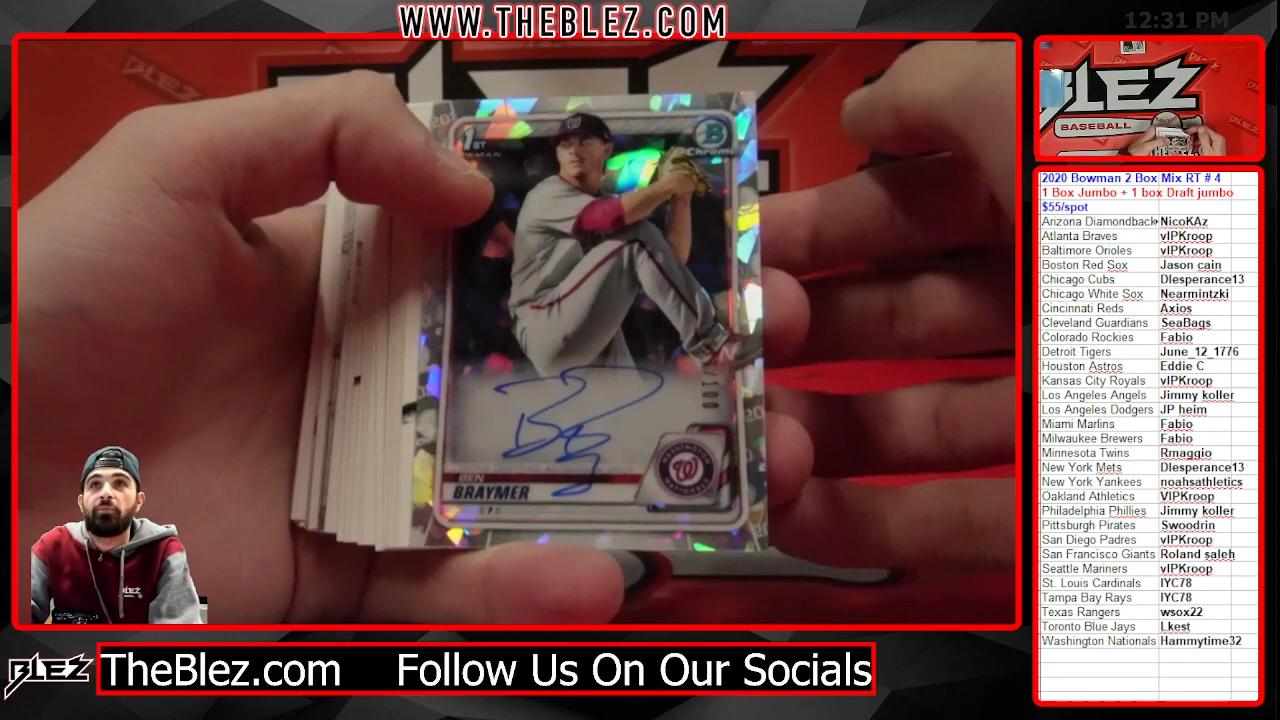 WWW.THEBLEZ.COM
12:31 PM
1ST
Chrome
/100
BEN
BRAYMER
WASHINGTON
NATIONALS
BLEZ
BASEBALL
2020 Bowman 2 Box Mix RT # 4
1 Box Jumbo + 1 box Draft jumbo
$55/spot
Arizona Diamondback NicoKAz
Atlanta Braves vIPKroop
Baltimore Orioles vIPKroop
Boston Red Sox Jason cain
Chicago Cubs Dlesperance13
Chicago White Sox Nearmintzki
Cincinnati Reds Axios
Cleveland Guardians SeaBags
Colorado Rockies Fabio
Detroit Tigers June_12_1776
Houston Astros Eddie C
Kansas City Royals vIPKroop
Los Angeles Angels Jimmy koller
Los Angeles Dodgers JP heim
Miami Marlins Fabio
Milwaukee Brewers Fabio
Minnesota Twins Rmaggio
New York Mets Dlesperance13
New York Yankees noahsathletics
Oakland Athletics VIPKroop
Philadelphia Phillies Jimmy koller
Pittsburgh Pirates Swoodrin
San Diego Padres vIPKroop
San Francisco Giants Roland saleh
Seattle Mariners vIPKroop
St. Louis Cardinals IYC78
Tampa Bay Rays IYC78
Texas Rangers wsox22
Toronto Blue Jays Lkest
Washington Nationals Hammytime32
BLEZ
TheBlez.com Follow Us On Our Socials